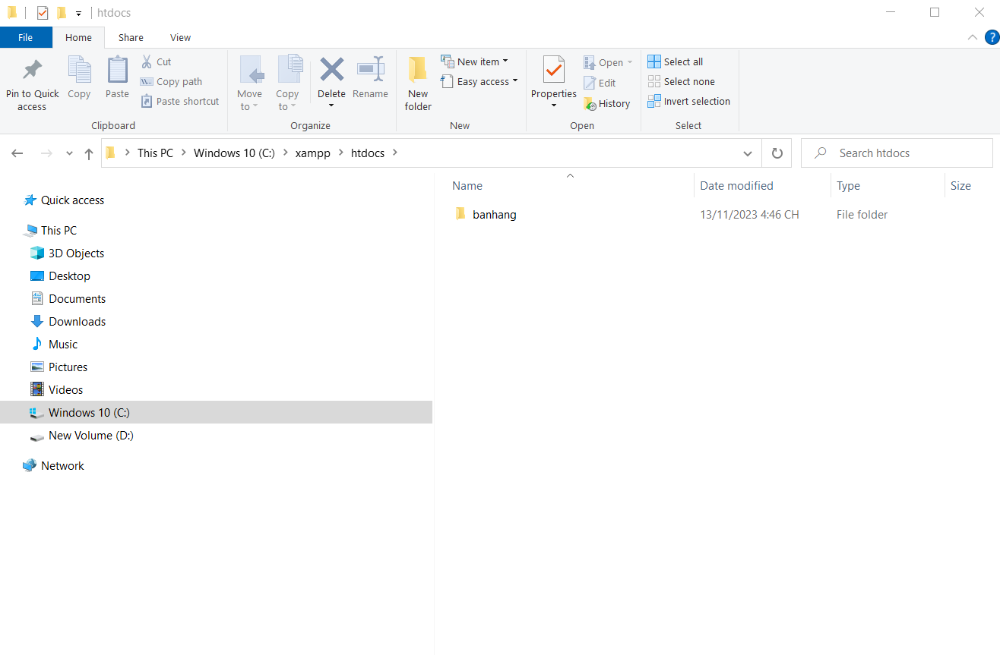 htdocs
File Home Share View
Pin to Quick access
Copy
Paste
Cut
Copy path
Paste shortcut
Clipboard
Move to
Copy to
Delete
Rename
Organize
New folder
New item
Easy access
New
Properties
Open
Edit
History
Open
Select all
Select none
Invert selection
Select
This PC > Windows 10 (C:) > xampp > htdocs >
Search htdocs
Name Date modified Type Size
banhang 13/11/2023 4:46 CH File folder
Quick access
This PC
3D Objects
Desktop
Documents
Downloads
Music
Pictures
Videos
Windows 10 (C:)
New Volume (D:)
Network